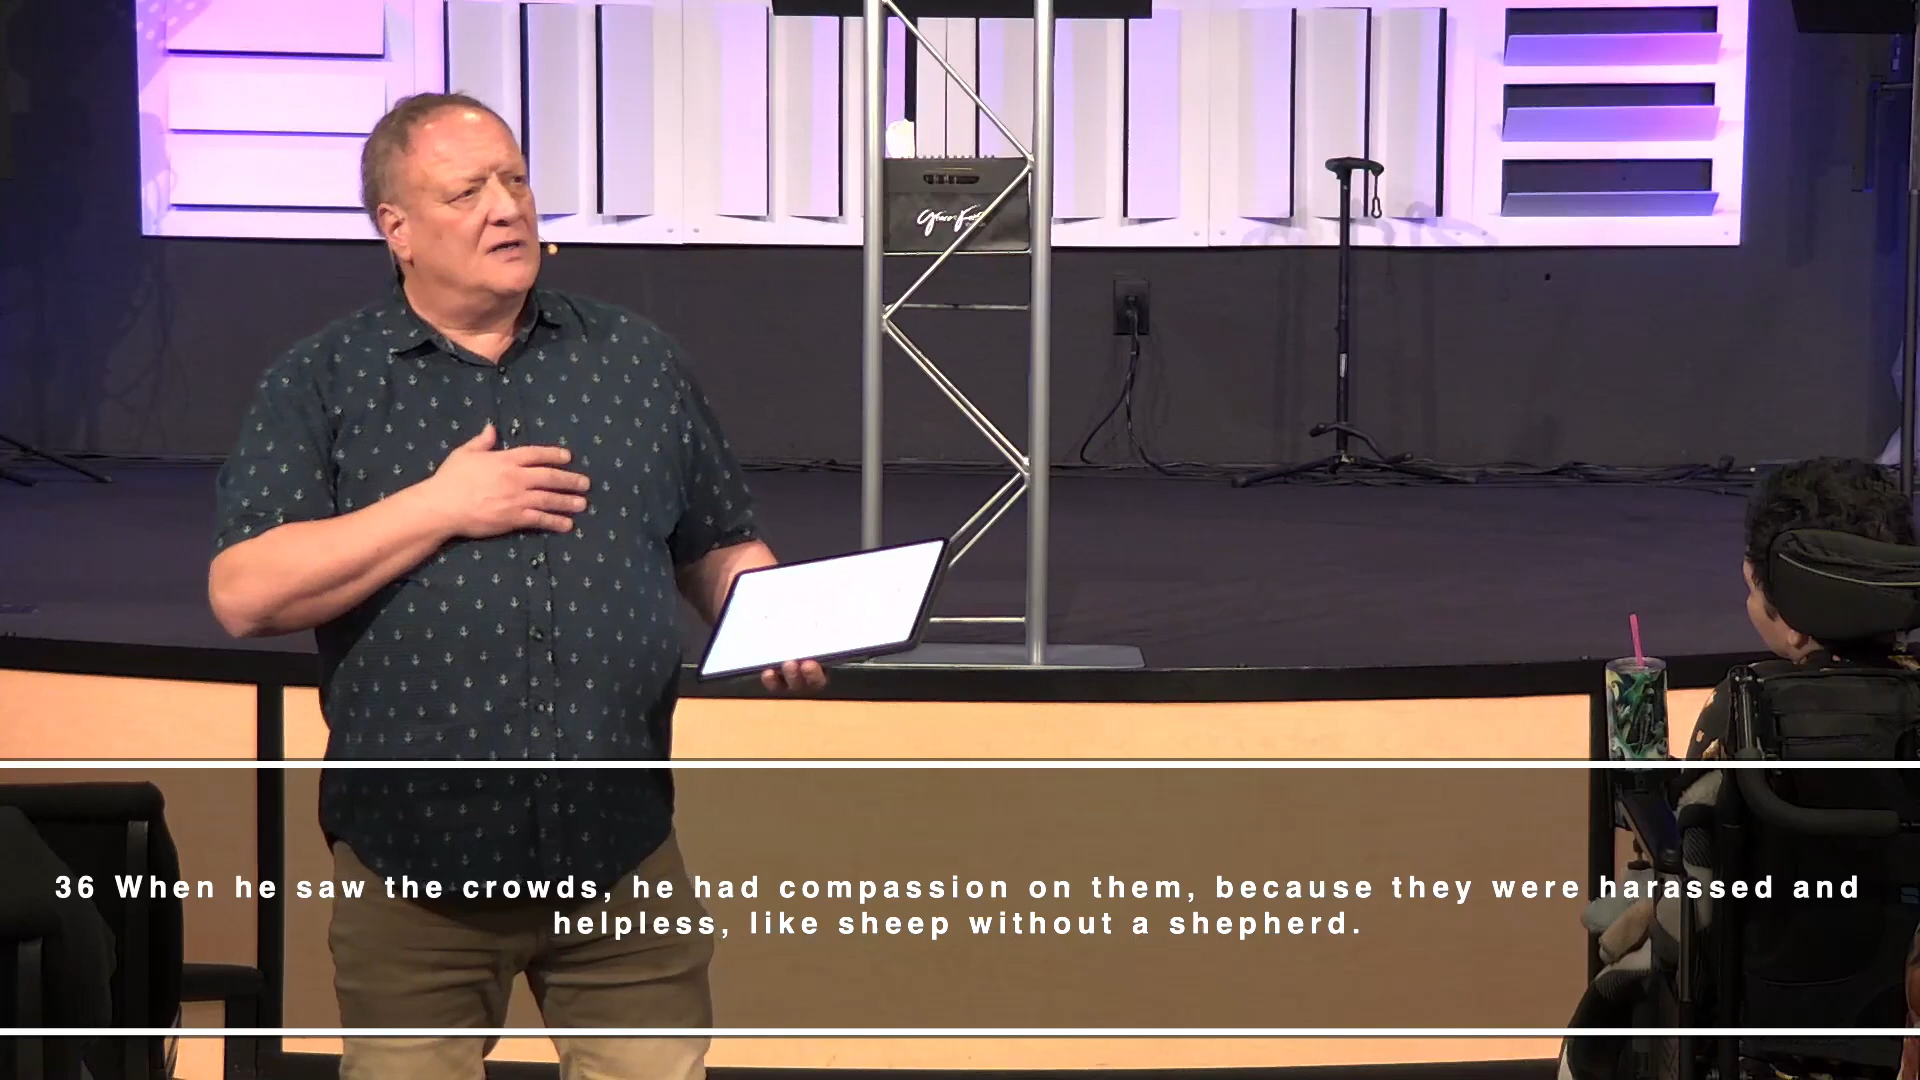 36 When he saw the crowds, he had compassion on them, because they were harassed and
helpless, like sheep without a shepherd.